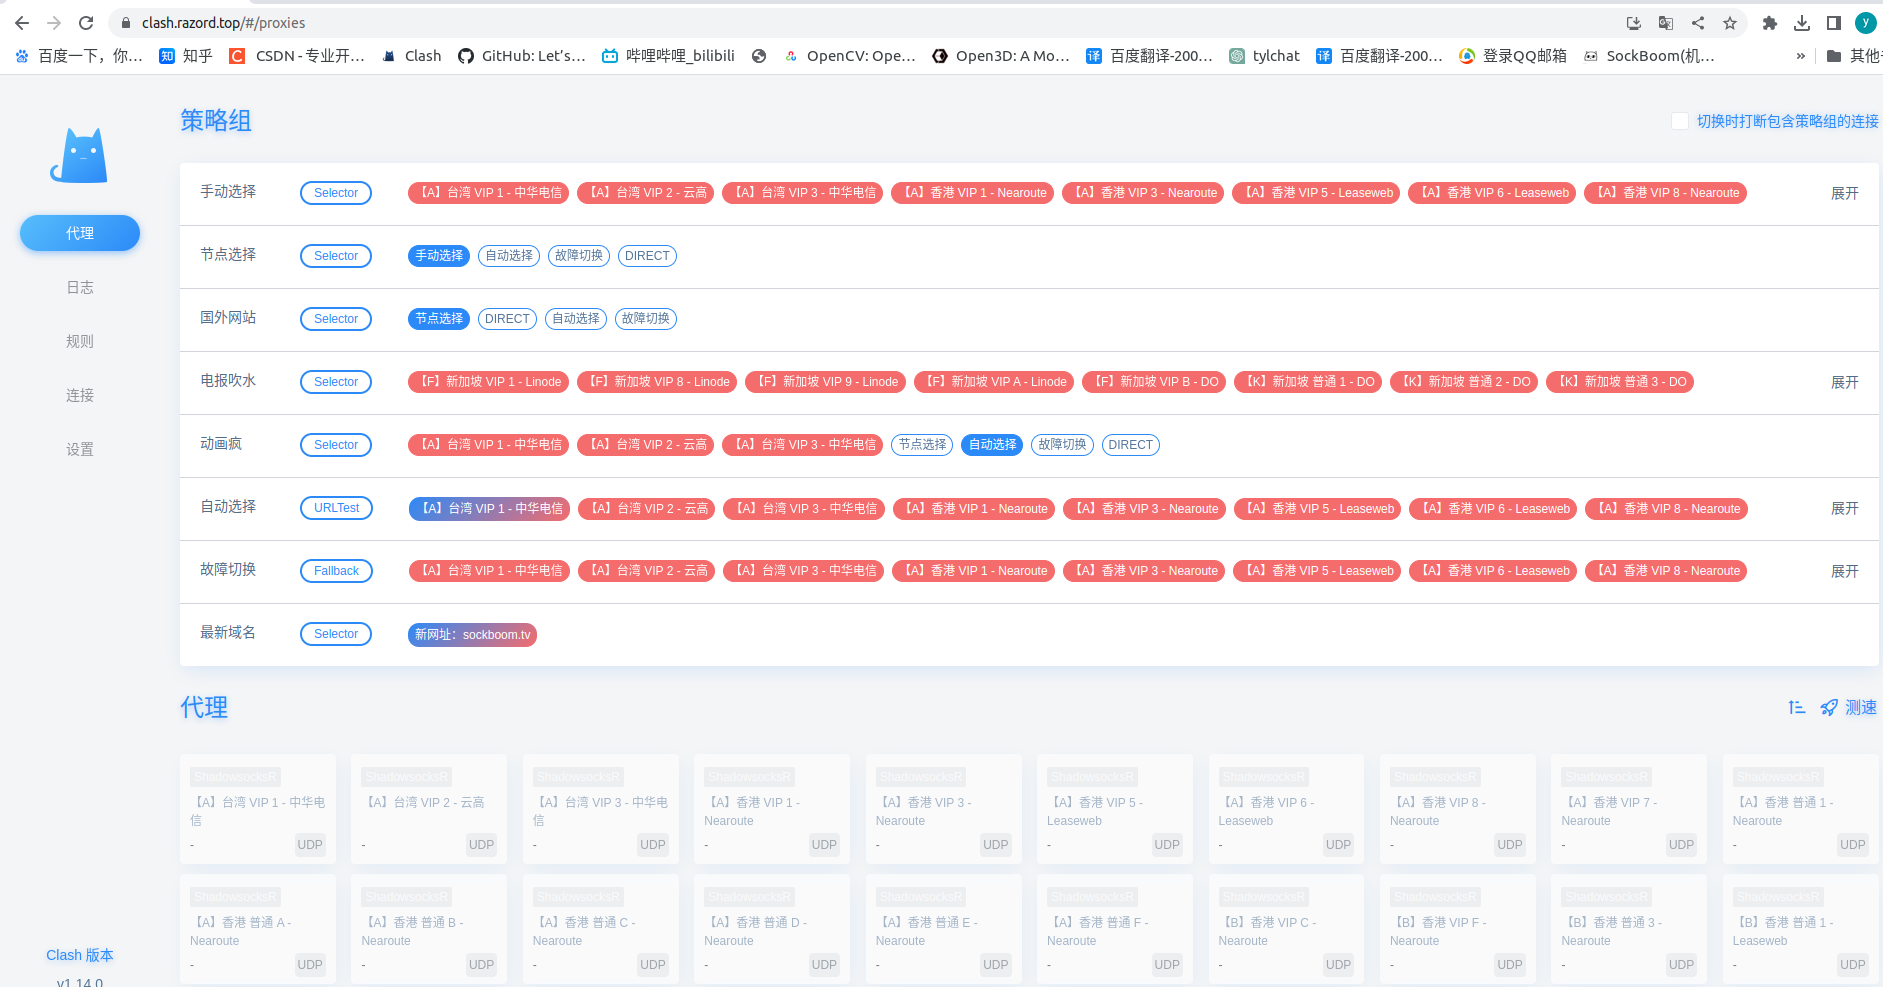 clash.razord.top/#/proxies
y
百度一下，你... 知乎 CSDN - 专业开... Clash GitHub: Let's... 哔哩哔哩_bilibili OpenCV: Ope... Open3D: A Mo... 百度翻译-200... tylchat 百度翻译-200... 登录QQ邮箱 SockBoom(机... » 其他
策略组
切换时打断包含策略组的连接
手动选择 Selector 【A】台湾 VIP 1 - 中华电信 【A】台湾 VIP 2 - 云高 【A】台湾 VIP 3 - 中华电信 【A】香港 VIP 1 - Nearoute 【A】香港 VIP 3 - Nearoute 【A】香港 VIP 5 - Leaseweb 【A】香港 VIP 6 - Leaseweb 【A】香港 VIP 8 - Nearoute 展开
节点选择 Selector 手动选择 自动选择 故障切换 DIRECT
国外网站 Selector 节点选择 DIRECT 自动选择 故障切换
电报吹水 Selector 【F】新加坡 VIP 1 - Linode 【F】新加坡 VIP 8 - Linode 【F】新加坡 VIP 9 - Linode 【F】新加坡 VIP A - Linode 【F】新加坡 VIP B - DO 【K】新加坡 普通 1 - DO 【K】新加坡 普通 2 - DO 【K】新加坡 普通 3 - DO 展开
动画疯 Selector 【A】台湾 VIP 1 - 中华电信 【A】台湾 VIP 2 - 云高 【A】台湾 VIP 3 - 中华电信 节点选择 自动选择 故障切换 DIRECT
自动选择 URLTest 【A】台湾 VIP 1 - 中华电信 【A】台湾 VIP 2 - 云高 【A】台湾 VIP 3 - 中华电信 【A】香港 VIP 1 - Nearoute 【A】香港 VIP 3 - Nearoute 【A】香港 VIP 5 - Leaseweb 【A】香港 VIP 6 - Leaseweb 【A】香港 VIP 8 - Nearoute 展开
故障切换 Fallback 【A】台湾 VIP 1 - 中华电信 【A】台湾 VIP 2 - 云高 【A】台湾 VIP 3 - 中华电信 【A】香港 VIP 1 - Nearoute 【A】香港 VIP 3 - Nearoute 【A】香港 VIP 5 - Leaseweb 【A】香港 VIP 6 - Leaseweb 【A】香港 VIP 8 - Nearoute 展开
最新域名 Selector 新网址：sockboom.tv
代理
日志
规则
连接
设置
代理
测速
ShadowsocksR ShadowsocksR ShadowsocksR ShadowsocksR ShadowsocksR ShadowsocksR ShadowsocksR ShadowsocksR ShadowsocksR ShadowsocksR
【A】台湾 VIP 1 - 中华电 【A】台湾 VIP 2 - 云高 【A】台湾 VIP 3 - 中华电 【A】香港 VIP 1 - 【A】香港 VIP 3 - 【A】香港 VIP 5 - 【A】香港 VIP 6 - 【A】香港 VIP 8 - 【A】香港 VIP 7 - 【A】香港 普通 1 -
信 信 Nearoute Nearoute Leaseweb Leaseweb Nearoute Nearoute Nearoute
- UDP - UDP - UDP - UDP - UDP - UDP - UDP - UDP - UDP - UDP
ShadowsocksR ShadowsocksR ShadowsocksR ShadowsocksR ShadowsocksR ShadowsocksR ShadowsocksR ShadowsocksR ShadowsocksR ShadowsocksR
【A】香港 普通 A - 【A】香港 普通 B - 【A】香港 普通 C - 【A】香港 普通 D - 【A】香港 普通 E - 【A】香港 普通 F - 【B】香港 VIP C - 【B】香港 VIP F - 【B】香港 普通 3 - 【B】香港 普通 1 -
Nearoute Nearoute Nearoute Nearoute Nearoute Nearoute Nearoute Nearoute Nearoute Leaseweb
- UDP - UDP - UDP - UDP - UDP - UDP - UDP - UDP - UDP - UDP
Clash 版本
v1.14.0